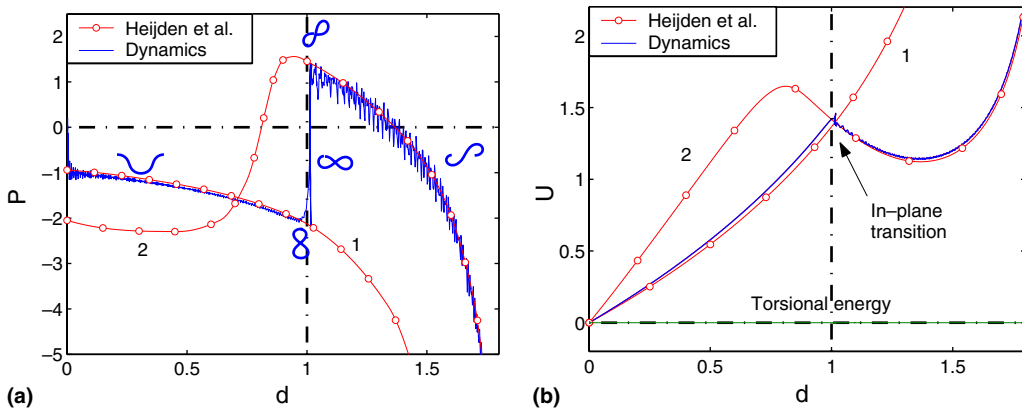 Heijden et al.
Dynamics
2
1
0
−1
−2
−3
−4
−5
P
2
1
0
0.5
1
1.5
d
(a)
Heijden et al.
Dynamics
2
1.5
1
0.5
0
U
1
2
In–plane
transition
Torsional energy
0
0.5
1
1.5
d
(b)